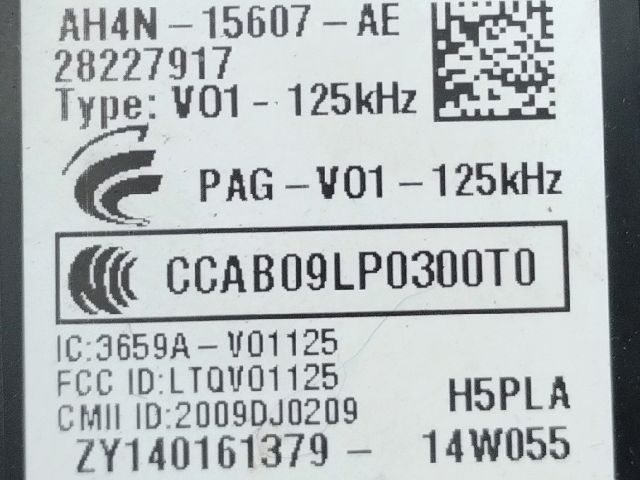 AH4N-15607-AE
28227917
Type: V01-125kHz
PAG-V01-125kHz
CCAB09LP0300T0
IC:3659A-V01125
FCC ID:LTQV01125
CMII ID:2009DJ0209
H5PLA
ZY140161379- 14W055